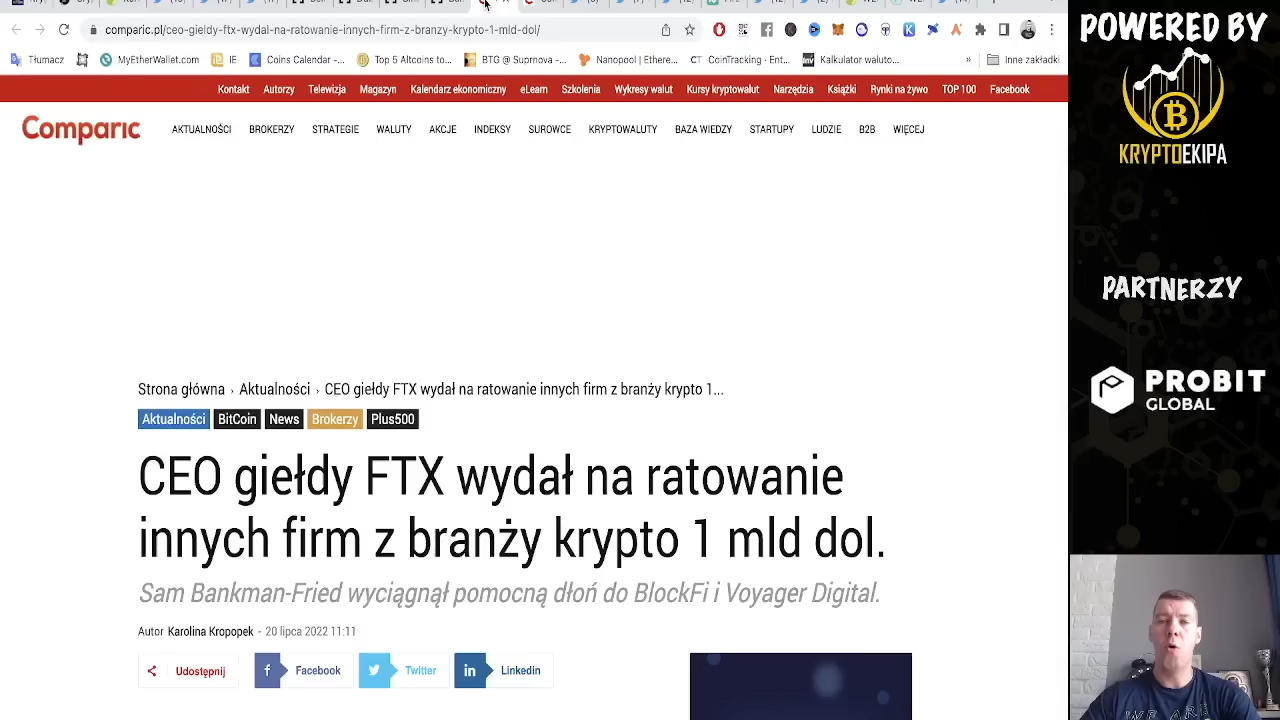 comparic.pl/ceo-gieldy-ftx-wydal-na-ratowanie-innych-firm-z-branzy-krypto-1-mld-dol/
Tłumacz MyEtherWallet.com IE Coins Calendar -... Top 5 Altcoins to... BTG @ Suprnova -... Nanopool | Ethere... CoinTracking · Ent... Kalkulator waluto... » Inne zakładki
Kontakt Autorzy Telewizja Magazyn Kalendarz ekonomiczny eLearn Szkolenia Wykresy walut Kursy kryptowalut Narzędzia Książki Rynki na żywo TOP 100 Facebook
Comparic AKTUALNOŚCI BROKERZY STRATEGIE WALUTY AKCJE INDEKSY SUROWCE KRYPTOWALUTY BAZA WIEDZY STARTUPY LUDZIE B2B WIĘCEJ
Strona główna › Aktualności › CEO giełdy FTX wydał na ratowanie innych firm z branży krypto 1...
Aktualności BitCoin News Brokerzy Plus500
CEO giełdy FTX wydał na ratowanie
innych firm z branży krypto 1 mld dol.
Sam Bankman-Fried wyciągnął pomocną dłoń do BlockFi i Voyager Digital.
Autor Karolina Kropopek - 20 lipca 2022 11:11
Udostępnij Facebook Twitter Linkedin
POWERED BY
KRYPTOEKIPA
PARTNERZY
PROBIT
GLOBAL
WE ARE